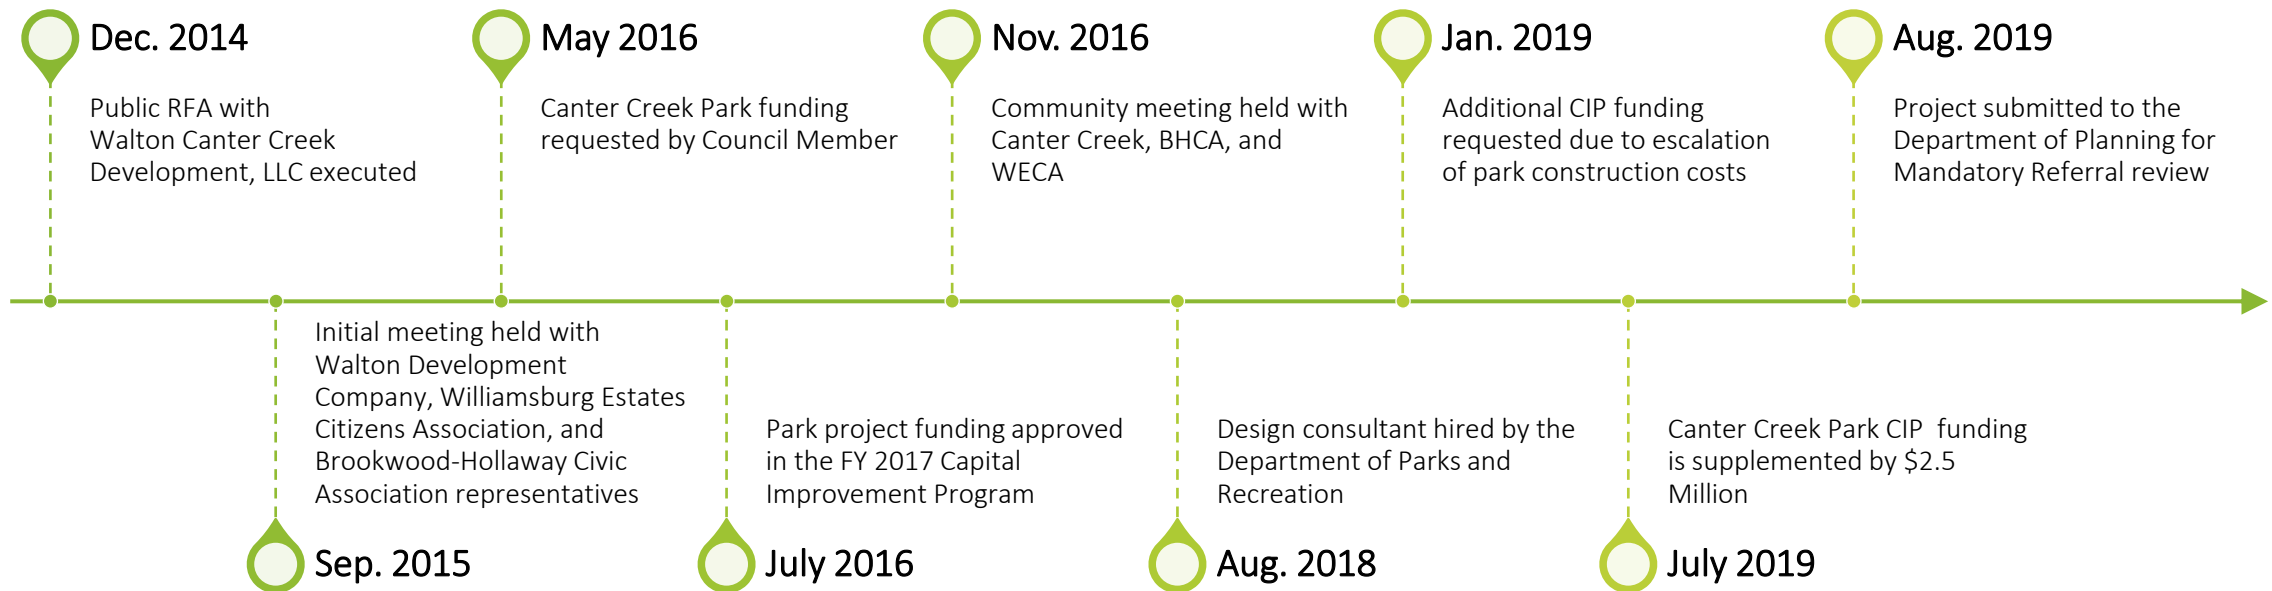 Dec. 2014
Public RFA with
Walton Canter Creek
Development, LLC executed
Sep. 2015
Initial meeting held with
Walton Development
Company, Williamsburg Estates
Citizens Association, and
Brookwood-Hollaway Civic
Association representatives
May 2016
Canter Creek Park funding
requested by Council Member
July 2016
Park project funding approved
in the FY 2017 Capital
Improvement Program
Nov. 2016
Community meeting held with
Canter Creek, BHCA, and
WECA
Aug. 2018
Design consultant hired by the
Department of Parks and
Recreation
Jan. 2019
Additional CIP funding
requested due to escalation
of park construction costs
July 2019
Canter Creek Park CIP  funding
is supplemented by $2.5
Million
Aug. 2019
Project submitted to the
Department of Planning for
Mandatory Referral review